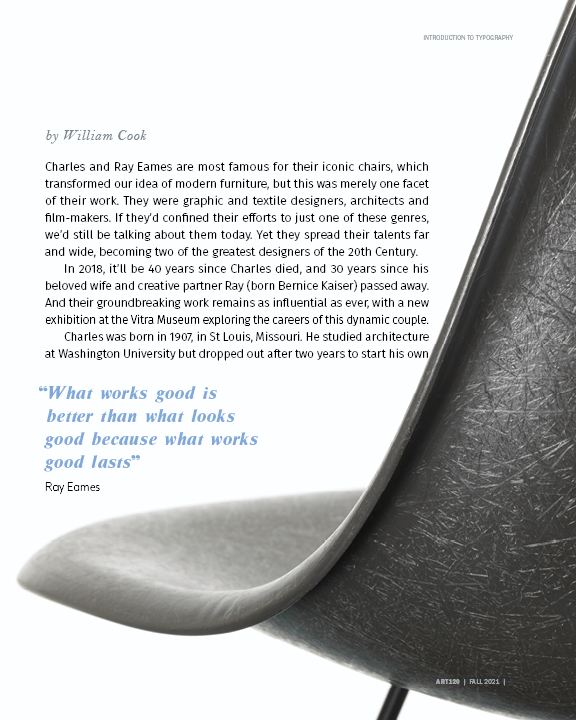 INTRODUCTION TO TYPOGRAPHY
by William Cook
Charles and Ray Eames are most famous for their iconic chairs, which
transformed our idea of modern furniture, but this was merely one facet
of their work. They were graphic and textile designers, architects and
film-makers. If they'd confined their efforts to just one of these genres,
we'd still be talking about them today. Yet they spread their talents far
and wide, becoming two of the greatest designers of the 20th Century.
In 2018, it'll be 40 years since Charles died, and 30 years since his
beloved wife and creative partner Ray (born Bernice Kaiser) passed away.
And their groundbreaking work remains as influential as ever, with a new
exhibition at the Vitra Museum exploring the careers of this dynamic couple.
Charles was born in 1907, in St Louis, Missouri. He studied architecture
at Washington University but dropped out after two years to start his own
“What works good is
better than what looks
good because what works
good lasts”
Ray Eames
ART120 | FALL 2021 |